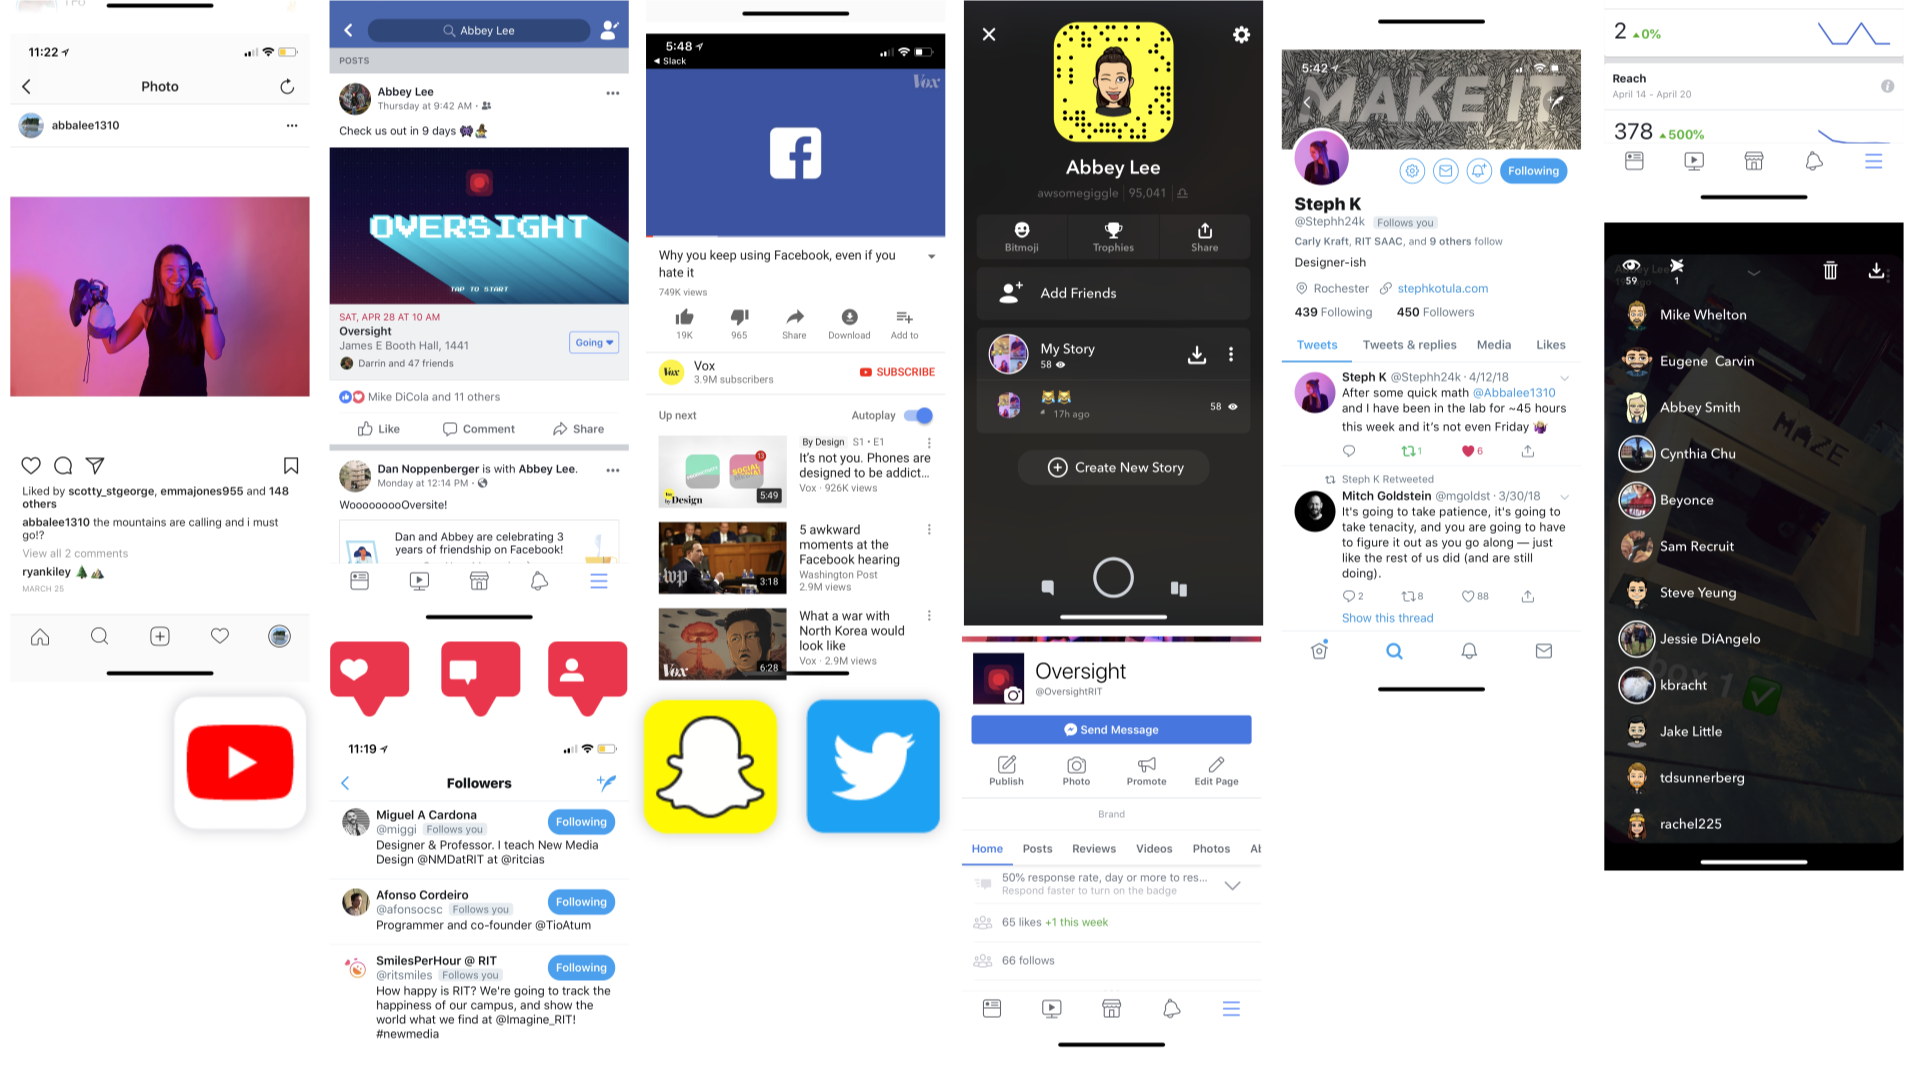 11:22
Photo
abbalee1310
Liked by scotty_stgeorge, emmajones955 and 148
others
abbalee1310 the mountains are calling and i must
go!?
View all 2 comments
ryankiley
MARCH 25
Abbey Lee
POSTS
Abbey Lee
Thursday at 9:42 AM ·
Check us out in 9 days
OVERSIGHT
TAP TO START
SAT, APR 28 AT 10 AM
Oversight
James E Booth Hall, 1441
Going
Darrin and 47 friends
Mike DiCola and 11 others
Like
Comment
Share
Dan Noppenberger is with Abbey Lee.
Monday at 12:14 PM ·
WoooooooOversite!
Dan and Abbey are celebrating 3
years of friendship on Facebook!
11:19
Followers
Miguel A Cardona
@miggi Follows you
Following
Designer & Professor. I teach New Media
Design @NMDatRIT at @ritcias
Afonso Cordeiro
@afonsocsc Follows you
Following
Programmer and co-founder @TioAtum
SmilesPerHour @ RIT
@ritsmiles Follows you
Following
How happy is RIT? We're going to track the
happiness of our campus, and show the
world what we find at @Imagine_RIT!
#newmedia
5:48
Slack
Vox
Why you keep using Facebook, even if you
hate it
749K views
19K
965
Share
Download
Add to
Vox
Vox
3.9M subscribers
SUBSCRIBE
Up next
Autoplay
By Design S1 · E1
It's not. you. Phones are
designed to be addict...
Vox · 926K views
by Design
13
5:49
5 awkward
moments at the
Facebook hearing
Washington Post
2.9M views
wp
3:18
What a war with
North Korea would
look like
Vox · 2.9M views
Vox
6:28
Abbey Lee
awsomegiggle 95,041
Bitmoji
Trophies
Share
Add Friends
My Story
58
17h ago
58
Create New Story
Oversight
@OversightRIT
Send Message
Publish
Photo
Promote
Edit Page
Brand
Home
Posts
Reviews
Videos
Photos
Al
50% response rate, day or more to res...
Respond faster to turn on the badge
65 likes +1 this week
66 follows
5:42
MAKE IT
Following
Steph K
@Stephh24k Follows you
Carly Kraft, RIT SAAC, and 9 others follow
Designer-ish
Rochester stephkotula.com
439 Following 450 Followers
Tweets
Tweets & replies
Media
Likes
Steph K @Stephh24k · 4/12/18
After some quick math @Abbalee1310
and I have been in the lab for ~45 hours
this week and it's not even Friday
1
6
Steph K Retweeted
Mitch Goldstein @mgoldst · 3/30/18
It's going to take patience, it's going to
take tenacity, and you are going to have
to figure it out as you go along — just
like the rest of us did (and are still
doing).
2
8
88
Show this thread
2 0%
Reach
April 14 - April 20
378 500%
59
1
Mike Whelton
Eugene Carvin
Abbey Smith
Cynthia Chu
MAZE
Beyonce
Sam Recruit
Steve Yeung
Jessie DiAngelo
kbracht
Jake Little
tdsunnerberg
rachel225